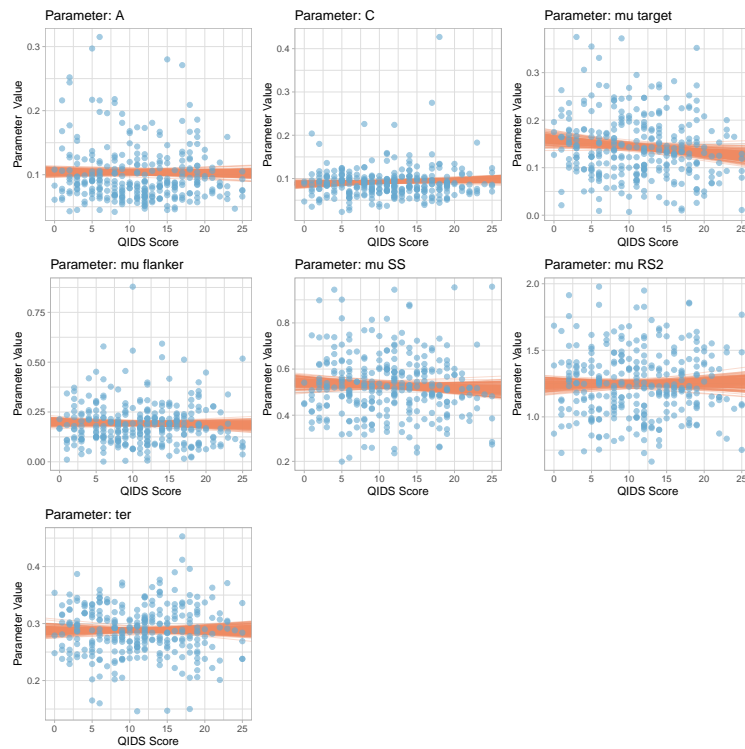 Parameter: A
Parameter: C
Parameter: mu target
0.3
0.2
0.1
Parameter Value
0 5 10 15 20 25
QIDS Score
0.4
0.3
0.2
0.1
Parameter Value
0 5 10 15 20 25
QIDS Score
0.3
0.2
0.1
0.0
Parameter Value
0 5 10 15 20 25
QIDS Score
Parameter: mu flanker
Parameter: mu SS
Parameter: mu RS2
0.75
0.50
0.25
0.00
Parameter Value
0 5 10 15 20 25
QIDS Score
0.8
0.6
0.4
0.2
Parameter Value
0 5 10 15 20 25
QIDS Score
2.0
1.5
1.0
Parameter Value
0 5 10 15 20 25
QIDS Score
Parameter: ter
0.4
0.3
0.2
Parameter Value
0 5 10 15 20 25
QIDS Score